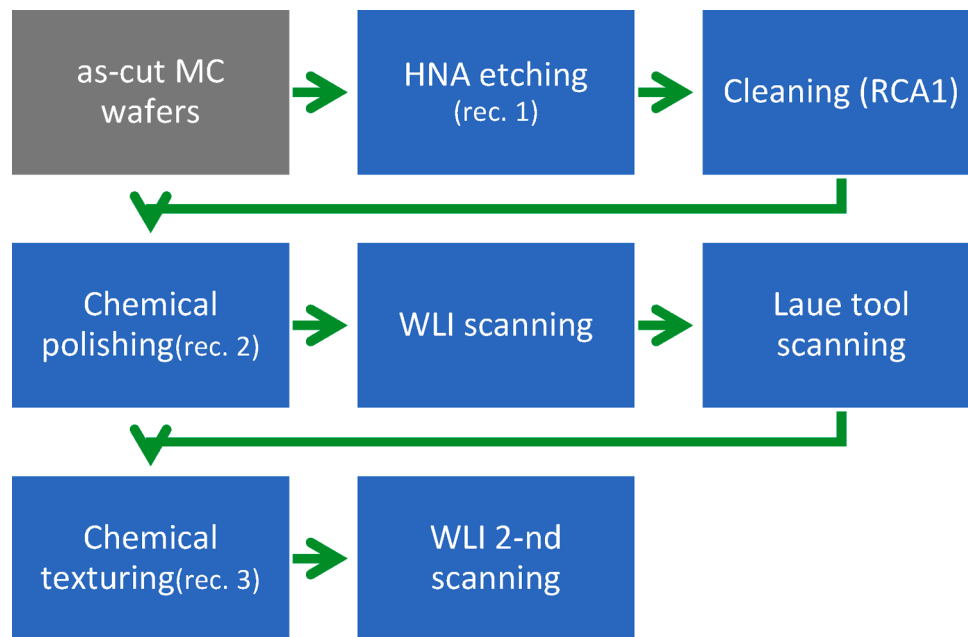 as-cut MC
wafers
HNA etching
(rec. 1)
Cleaning (RCA1)
Chemical
polishing(rec. 2)
WLI scanning
Laue tool
scanning
Chemical
texturing(rec. 3)
WLI 2-nd
scanning